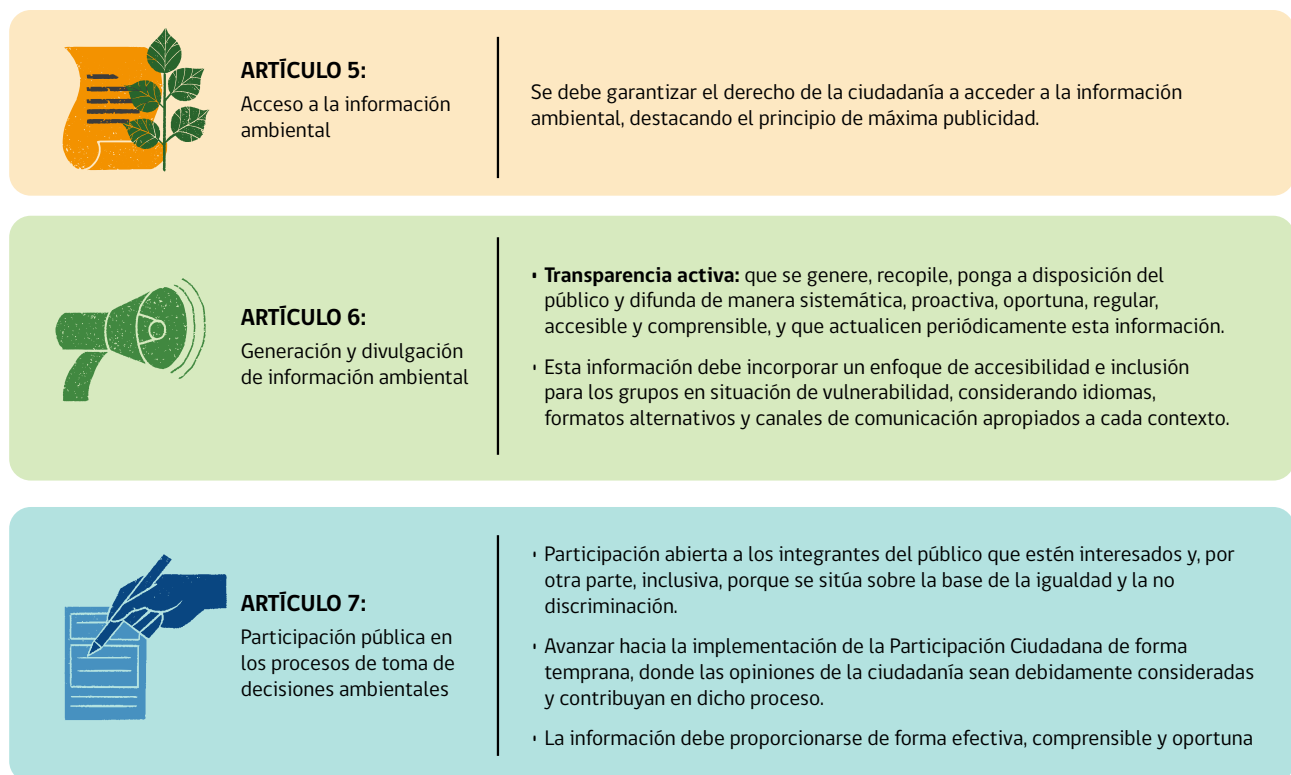 ARTÍCULO 5:
Acceso a la información
ambiental
Se debe garantizar el derecho de la ciudadanía a acceder a la información
ambiental, destacando el principio de máxima publicidad.
ARTÍCULO 6:
Generación y divulgación
de información ambiental
• Transparencia activa: que se genere, recopile, ponga a disposición del
público y difunda de manera sistemática, proactiva, oportuna, regular,
accesible y comprensible, y que actualicen periódicamente esta información.
• Esta información debe incorporar un enfoque de accesibilidad e inclusión
para los grupos en situación de vulnerabilidad, considerando idiomas,
formatos alternativos y canales de comunicación apropiados a cada contexto.
ARTÍCULO 7:
Participación pública en
los procesos de toma de
decisiones ambientales
• Participación abierta a los integrantes del público que estén interesados y, por
otra parte, inclusiva, porque se sitúa sobre la base de la igualdad y la no
discriminación.
• Avanzar hacia la implementación de la Participación Ciudadana de forma
temprana, donde las opiniones de la ciudadanía sean debidamente consideradas
y contribuyan en dicho proceso.
• La información debe proporcionarse de forma efectiva, comprensible y oportuna